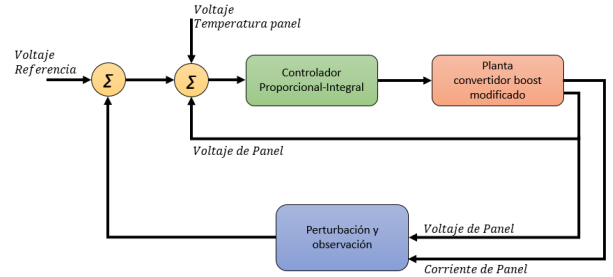 Voltaje
Temperatura panel
Voltaje
Referencia
Σ
Σ
Controlador
Proporcional-Integral
Planta
convertidor boost
modificado
Voltaje de Panel
Perturbación y
observación
Voltaje de Panel
Corriente de Panel